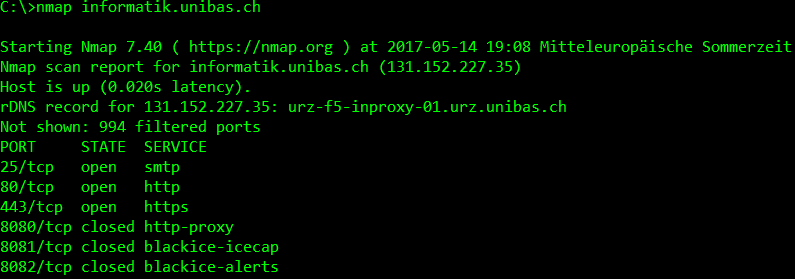 C:\>nmap informatik.unibas.ch
Starting Nmap 7.40 ( https://nmap.org ) at 2017-05-14 19:08 Mitteleuropäische Sommerzeit
Nmap scan report for informatik.unibas.ch (131.152.227.35)
Host is up (0.020s latency).
rDNS record for 131.152.227.35: urz-f5-inproxy-01.urz.unibas.ch
Not shown: 994 filtered ports
PORT     STATE  SERVICE
25/tcp   open   smtp
80/tcp   open   http
443/tcp  open   https
8080/tcp closed http-proxy
8081/tcp closed blackice-icecap
8082/tcp closed blackice-alerts